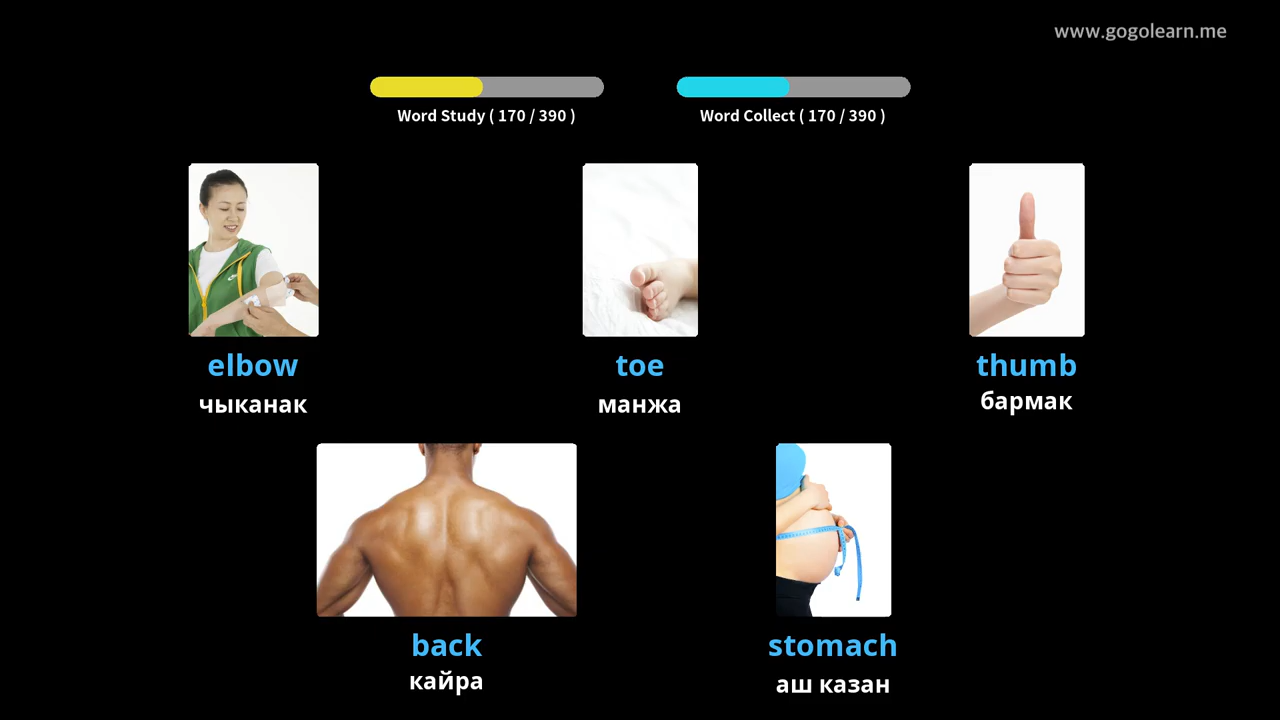 www.gogolearn.me
Word Study ( 170 / 390 )
Word Collect ( 170 / 390 )
elbow
чыканак
toe
манжа
thumb
бармак
back
кайра
stomach
аш казан